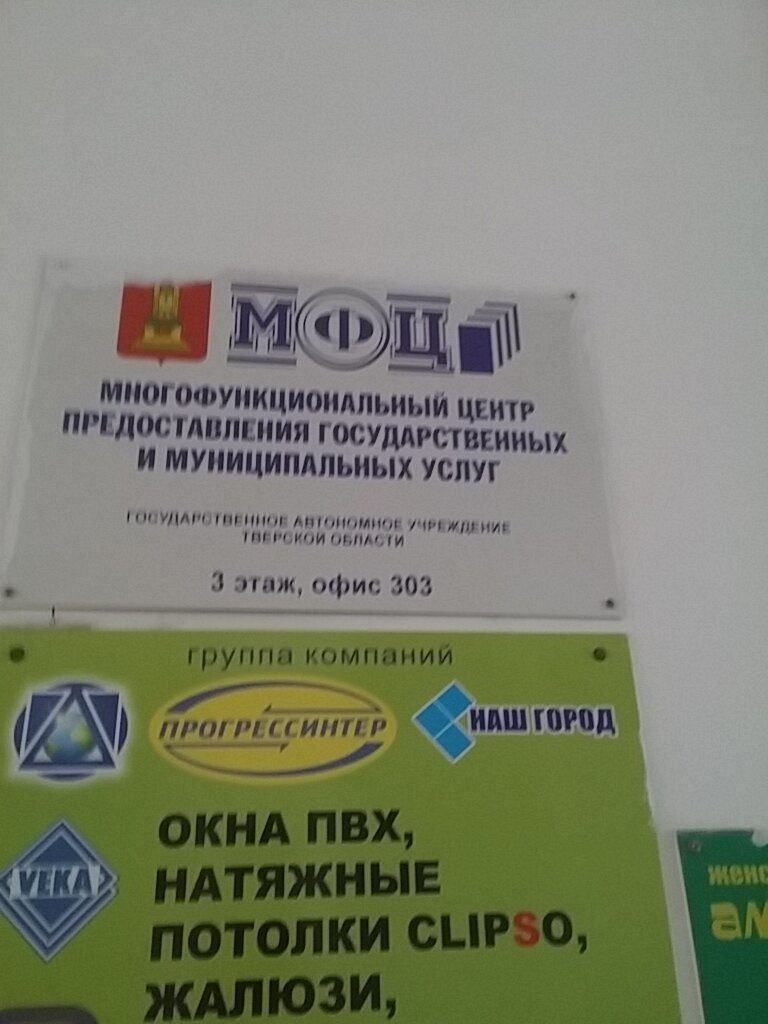 МФЦ
МНОГОФУНКЦИОНАЛЬНЫЙ ЦЕНТР
ПРЕДОСТАВЛЕНИЯ ГОСУДАРСТВЕННЫХ
И МУНИЦИПАЛЬНЫХ УСЛУГ
ГОСУДАРСТВЕННОЕ АВТОНОМНОЕ УЧРЕЖДЕНИЕ
ТВЕРСКОЙ ОБЛАСТИ
3 этаж, офис 303
группа компаний
ПРОГРЕССИНТЕР
НАШ ГОРОД
VEKA
ОКНА ПВХ,
НАТЯЖНЫЕ
ПОТОЛКИ CLIPSO,
ЖАЛЮЗИ,